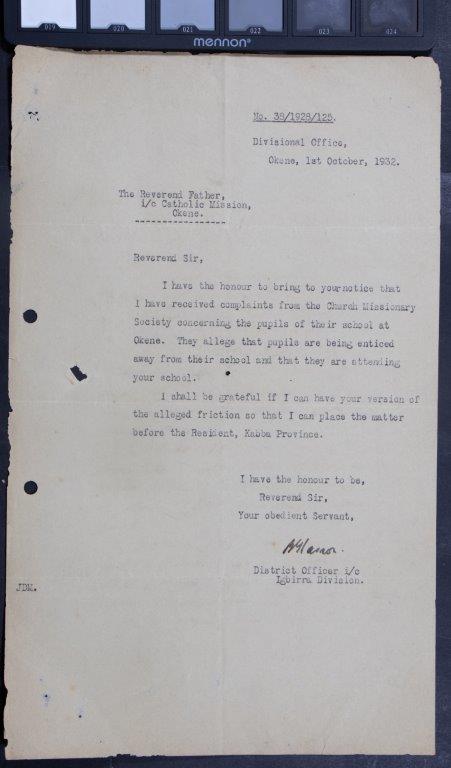 019 020 021 022 023 024
mennon
No. 38/1928/125.
Divisional Office,
Okene, 1st October, 1932.
The Reverend Father,
i/c Catholic Mission,
Okene.
Reverend Sir,
I have the honour to bring to your notice that
I have received complaints from the Church Missionary
Society concerning the pupils of their school at
Okene. They allege that pupils are being enticed
away from their school and that they are attending
your school.
I shall be grateful if I can have your version of
the alleged friction so that I can place the matter
before the Resident, Kabba Province.
I have the honour to be,
Reverend Sir,
Your obedient Servant,
District Officer i/c
Igbirra Division.
JDM.